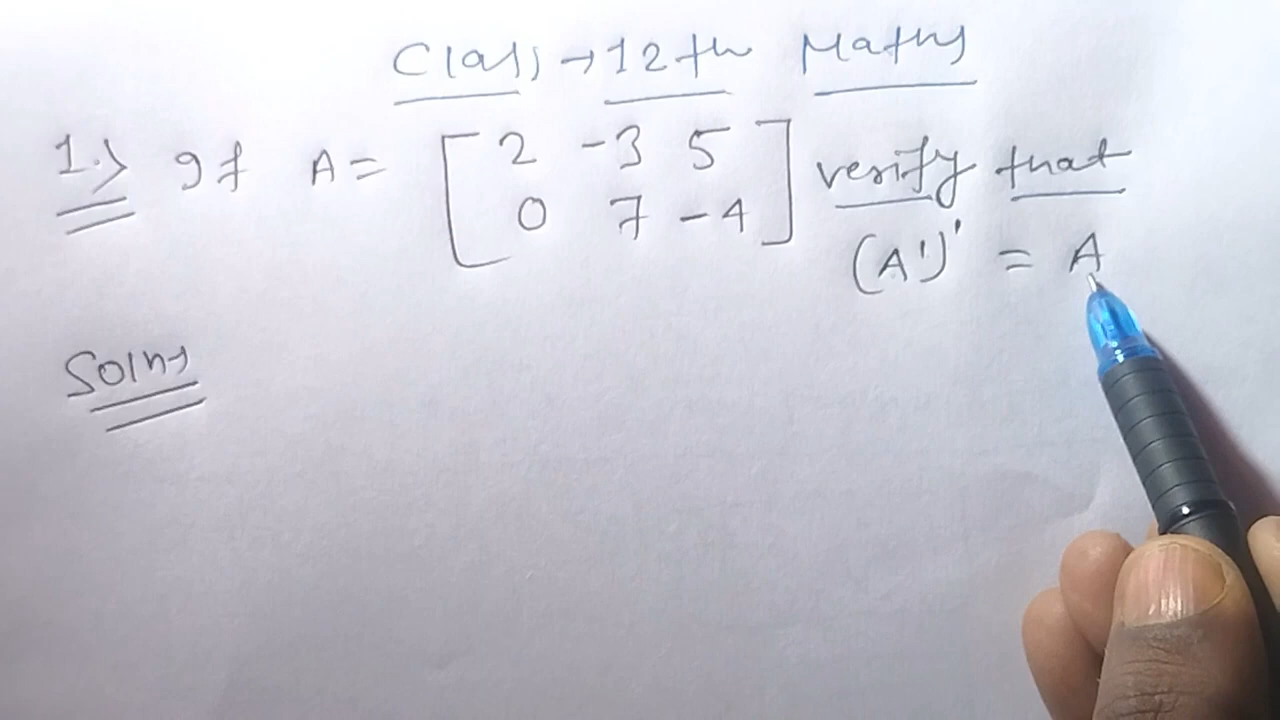 Class → 12th Maths
1.> If A = [ 2 -3 5 ] verify that
[ 0 7 -4 ] (A')' = A
Soln>